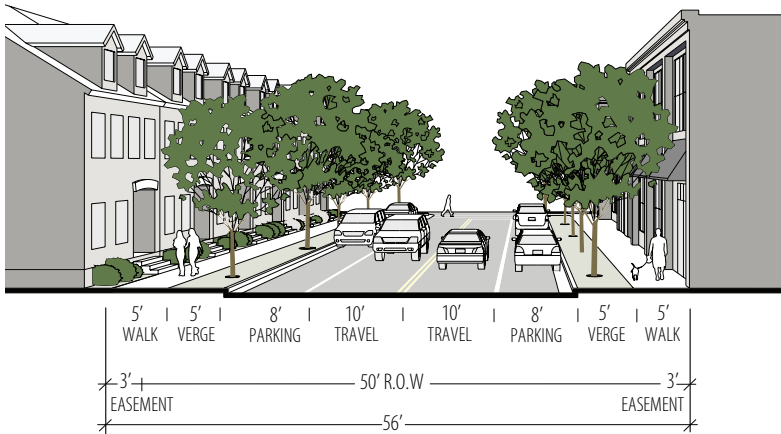 5' | 5' | 8' | 10' | 10' | 8' | 5' | 5'
WALK VERGE PARKING TRAVEL TRAVEL PARKING VERGE WALK
3' 50' R.O.W 3'
EASEMENT EASEMENT
56'